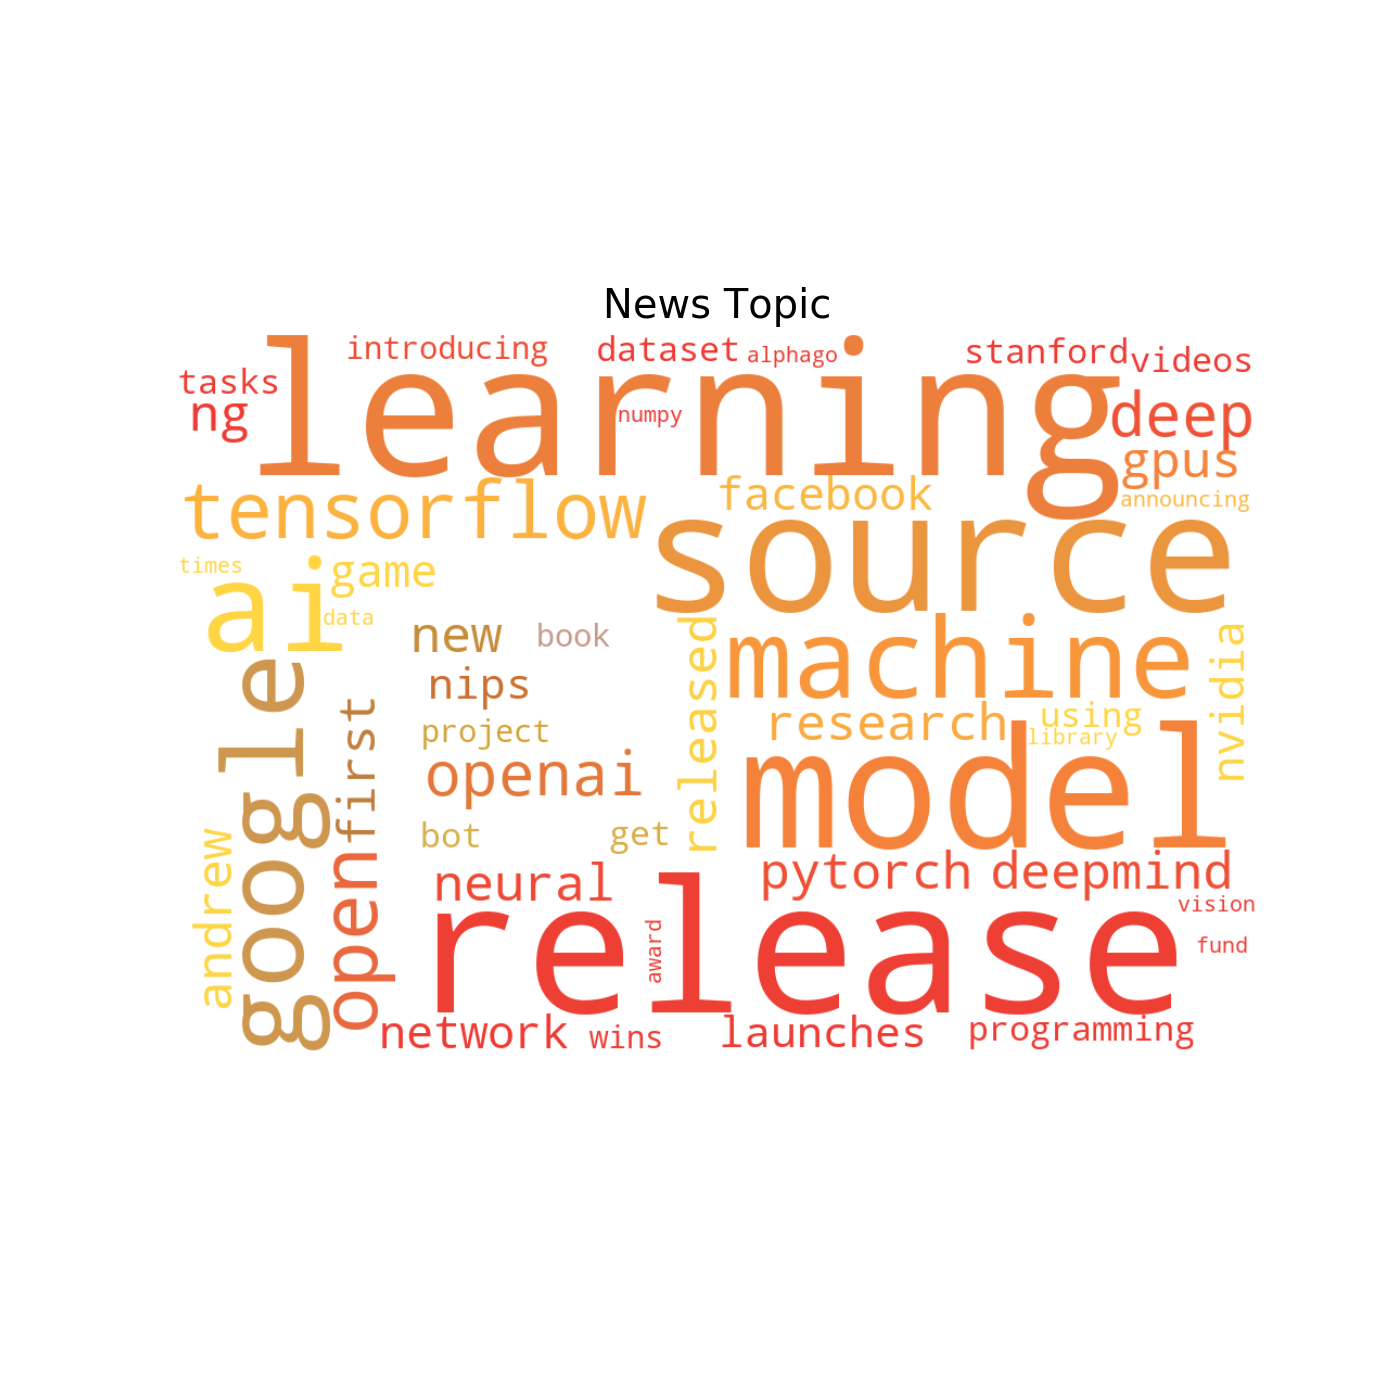 News Topic
introducing
dataset
alphago
stanford
videos
tasks
learning
ng
numpy
deep
gpus
tensorflow
facebook
announcing
source
times
game
ai
data
new
book
released
machine
nvidia
google
nips
first
project
research
using
library
openai
model
bot
get
andrew
open
neural
pytorch
deepmind
release
vision
award
fund
network
wins
launches
programming